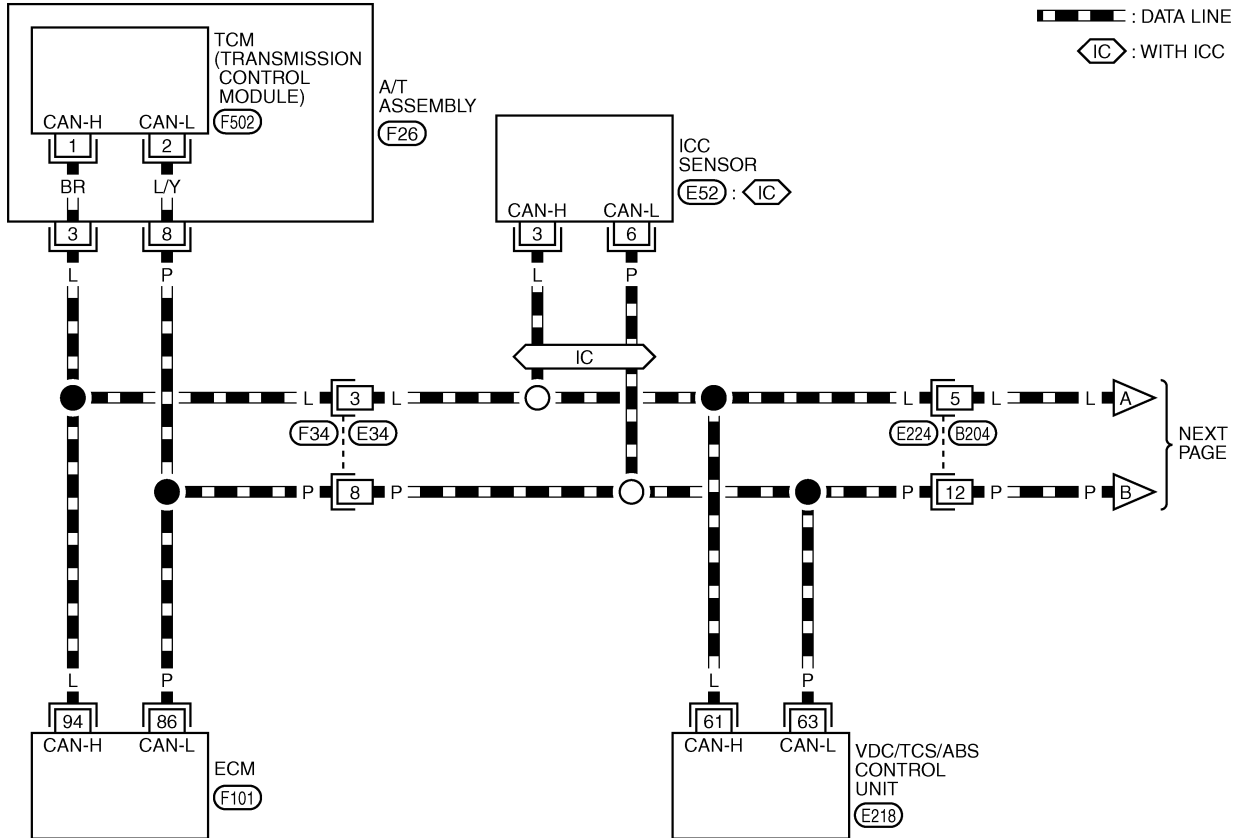 : DATA LINE
IC : WITH ICC
TCM
(TRANSMISSION
CONTROL
MODULE)
F502
CAN-H CAN-L
1 2
BR L/Y
A/T
ASSEMBLY
F26
3 8
L P
ICC
SENSOR
E52 : IC
CAN-H CAN-L
3 6
L P
IC
L 3 L L 5 L L A
F34 E34 E224 B204
NEXT
PAGE
P 8 P P 12 P P B
L P L P
94 86 61 63
CAN-H CAN-L
ECM
F101
CAN-H CAN-L
VDC/TCS/ABS
CONTROL
UNIT
E218